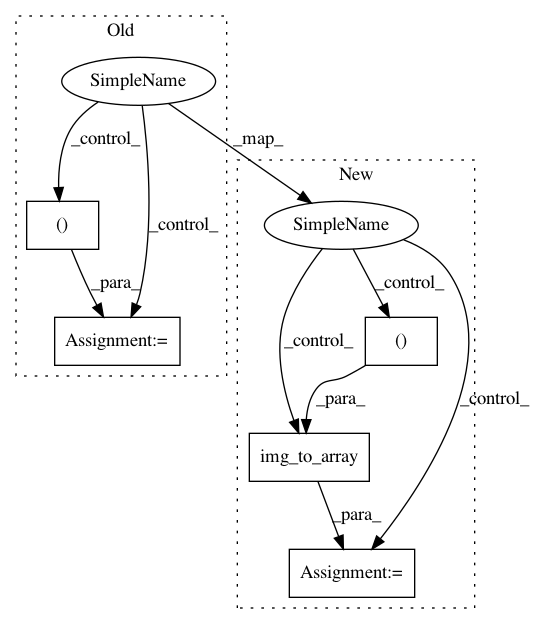 Old
SimpleName
_control_
_map_
New
()
_control_
SimpleName
_para_
_control_
Assignment:=
_control_
()
_para_
_control_
img_to_array
_para_
Assignment:=